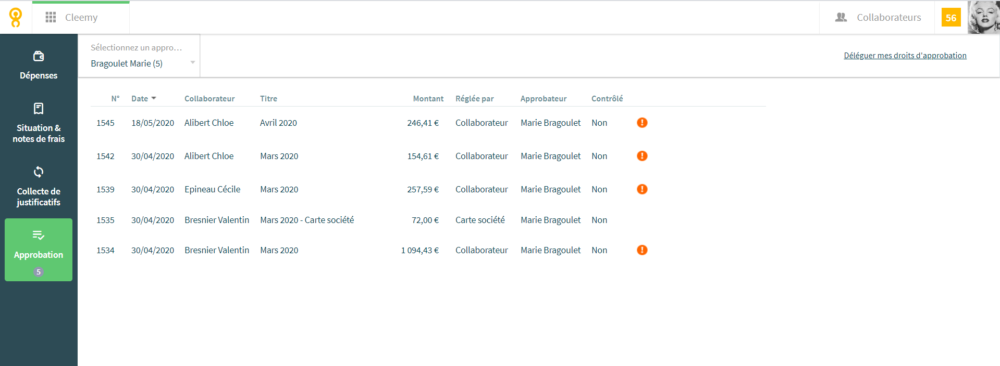 Cleemy
Collaborateurs
56
Dépenses
Situation &
notes de frais
Collecte de
justificatifs
Approbation
5
Sélectionnez un appro…
Bragoulet Marie (5)
Déléguer mes droits d'approbation
N° Date Collaborateur Titre Montant Réglée par Approbateur Contrôlé
1545 18/05/2020 Alibert Chloe Avril 2020 246,41 € Collaborateur Marie Bragoulet Non
1542 30/04/2020 Alibert Chloe Mars 2020 154,61 € Collaborateur Marie Bragoulet Non
1539 30/04/2020 Epineau Cécile Mars 2020 257,59 € Collaborateur Marie Bragoulet Non
1535 30/04/2020 Bresnier Valentin Mars 2020 - Carte société 72,00 € Carte société Marie Bragoulet Non
1534 30/04/2020 Bresnier Valentin Mars 2020 1 094,43 € Collaborateur Marie Bragoulet Non